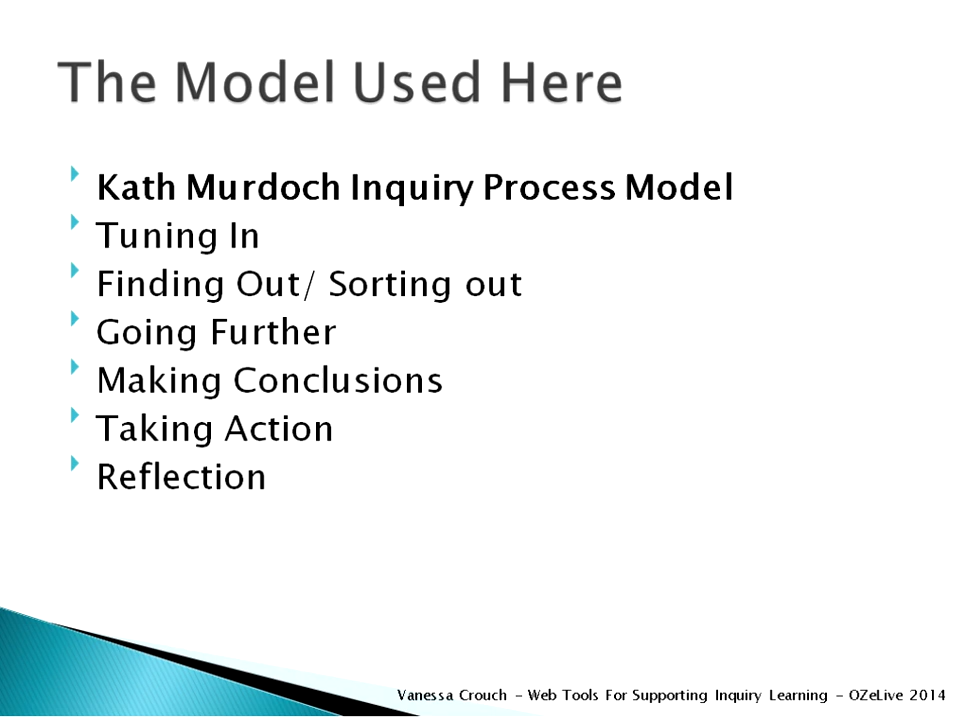 The Model Used Here
Kath Murdoch Inquiry Process Model
Tuning In
Finding Out/ Sorting out
Going Further
Making Conclusions
Taking Action
Reflection
Vanessa Crouch - Web Tools For Supporting Inquiry Learning - OZeLive 2014